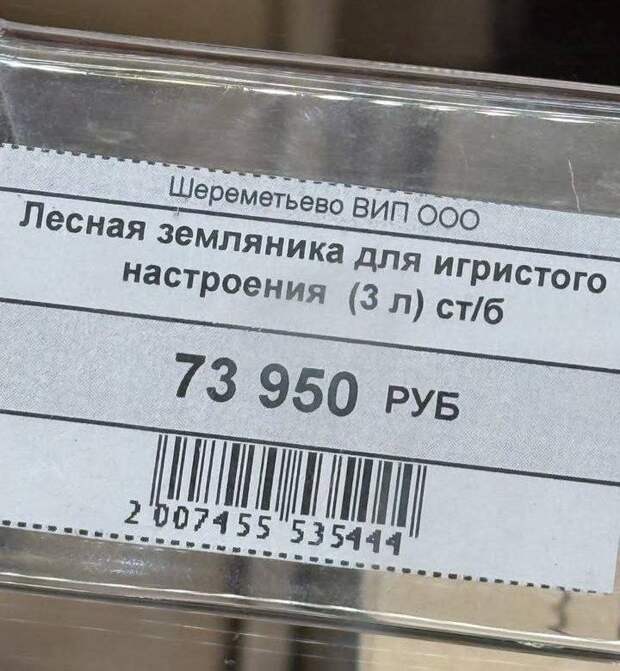 Шереметьево ВИП ООО
Лесная земляника для игристого
настроения (3 л) ст/б
73 950 РУБ
2 007455 535444